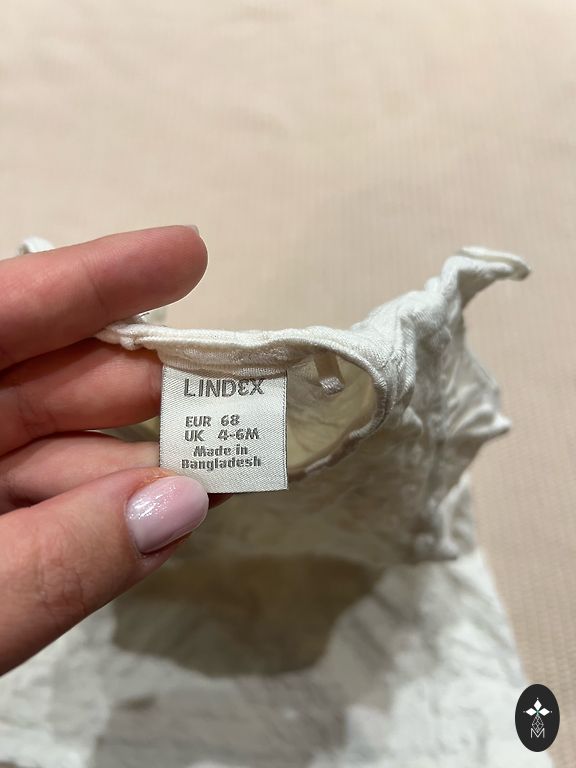 LINDEX
EUR 68
UK 4-6M
Made in
Bangladesh
M